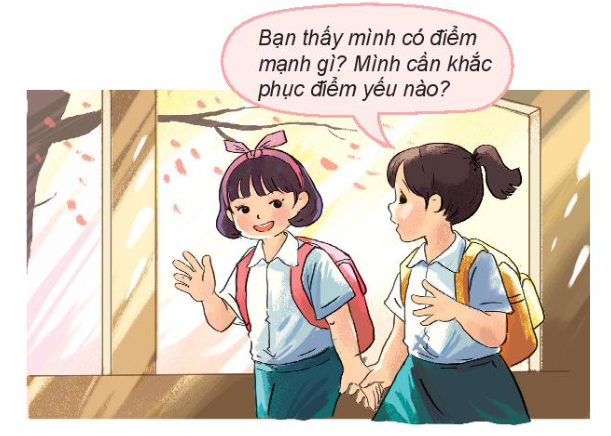 Bạn thấy mình có điểm
mạnh gì? Mình cần khắc
phục điểm yếu nào?